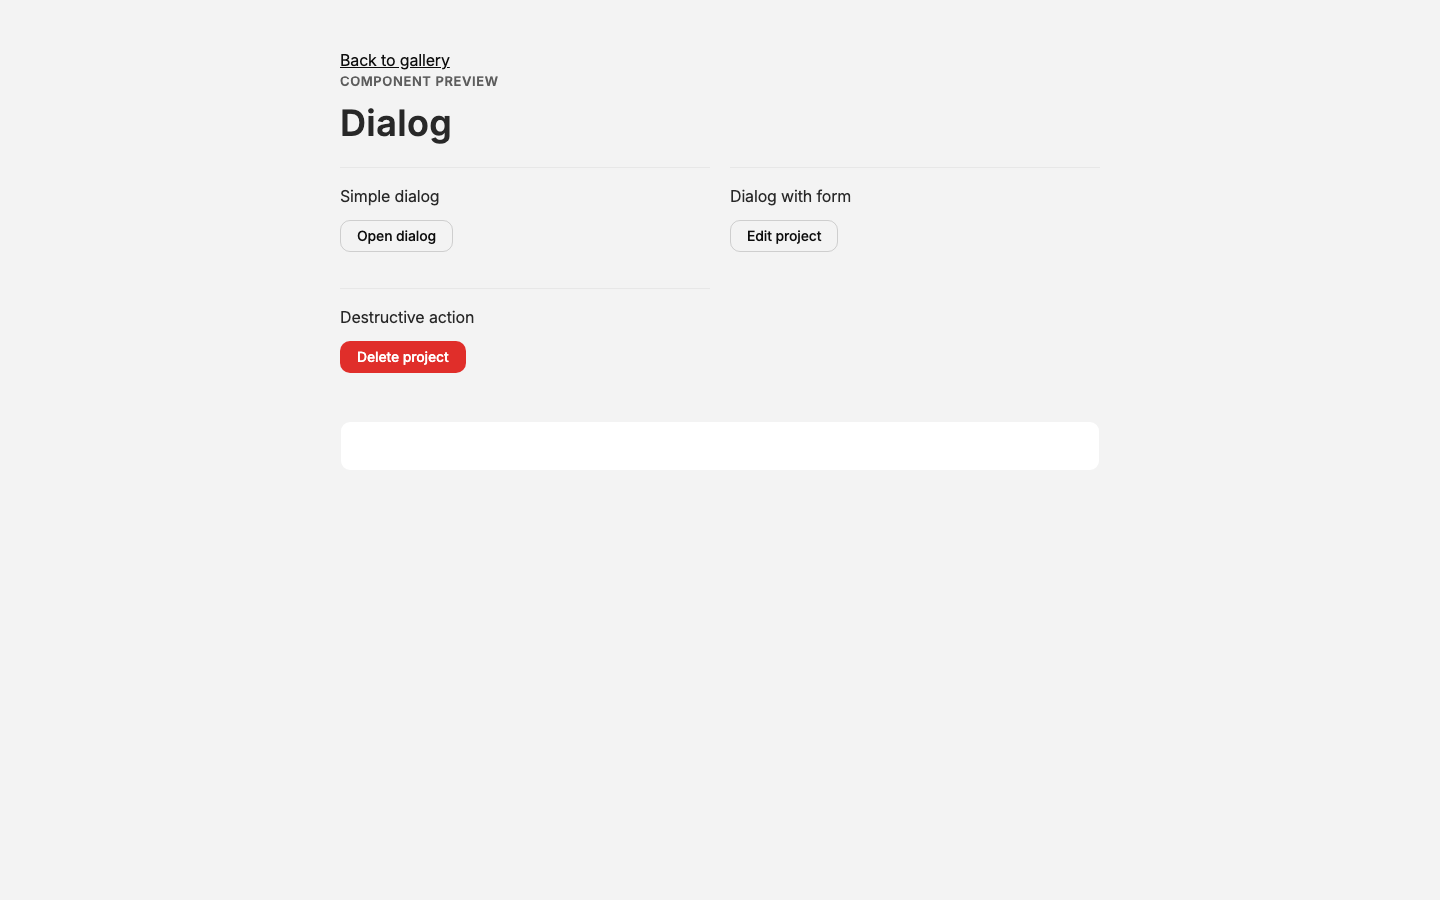 Back to gallery
COMPONENT PREVIEW
Dialog
Simple dialog
Open dialog
Dialog with form
Edit project
Destructive action
Delete project